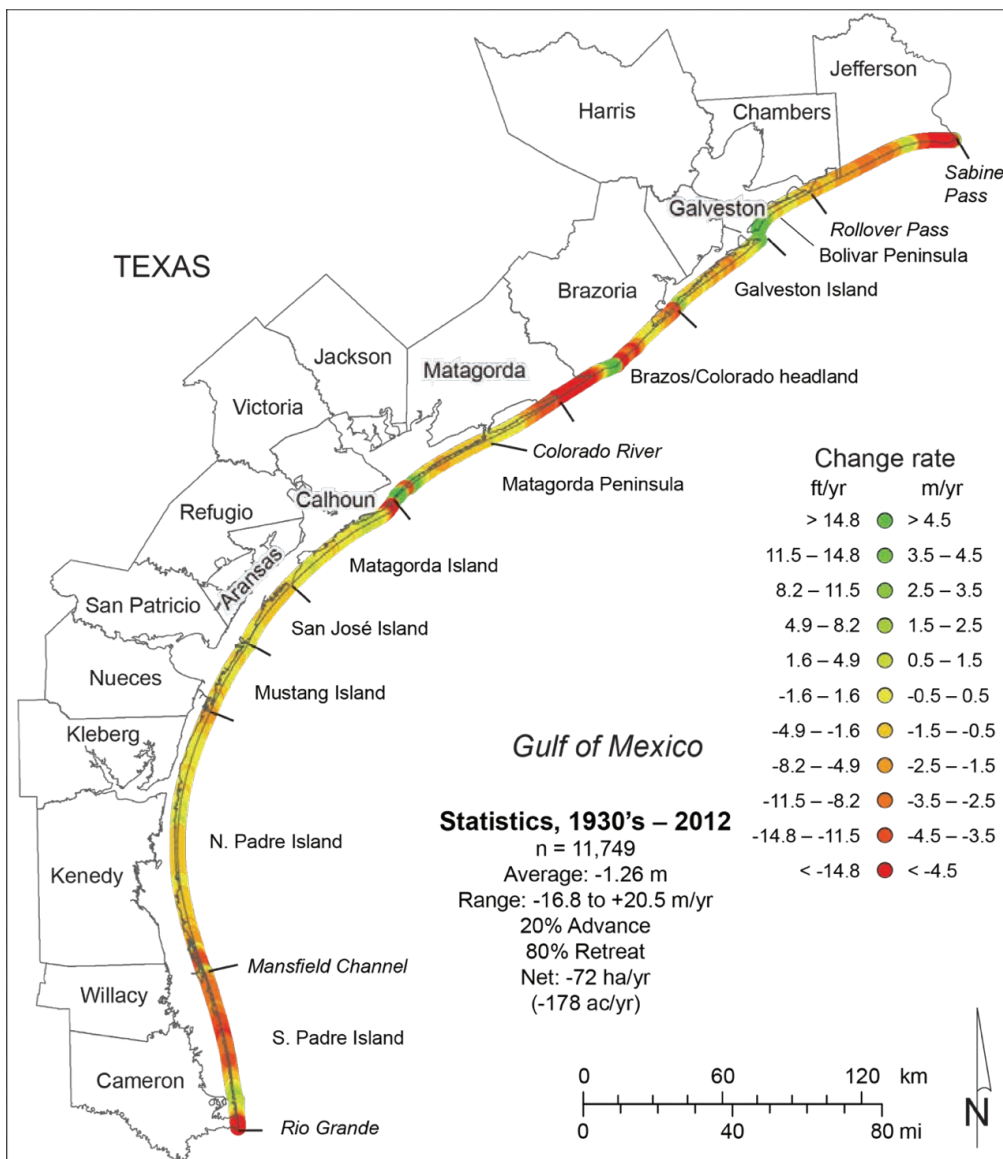 Jefferson
Harris
Chambers
Sabine
Pass
Galveston
Rollover Pass
Bolivar Peninsula
TEXAS
Brazoria
Galveston Island
Jackson
Matagorda
Brazos/Colorado headland
Victoria
Colorado River
Matagorda Peninsula
Calhoun
Refugio
Aransas
Matagorda Island
San Patricio
San José Island
Nueces
Mustang Island
Kleberg
Gulf of Mexico
N. Padre Island
Kenedy
Mansfield Channel
Willacy
S. Padre Island
Cameron
Rio Grande
Change rate
ft/yr m/yr
> 14.8 > 4.5
11.5 – 14.8 3.5 – 4.5
8.2 – 11.5 2.5 – 3.5
4.9 – 8.2 1.5 – 2.5
1.6 – 4.9 0.5 – 1.5
-1.6 – 1.6 -0.5 – 0.5
-4.9 – -1.6 -1.5 – -0.5
-8.2 – -4.9 -2.5 – -1.5
-11.5 – -8.2 -3.5 – -2.5
-14.8 – -11.5 -4.5 – -3.5
< -14.8 < -4.5
Statistics, 1930's – 2012
n = 11,749
Average: -1.26 m
Range: -16.8 to +20.5 m/yr
20% Advance
80% Retreat
Net: -72 ha/yr
(-178 ac/yr)
0 60 120 km
0 40 80 mi
N